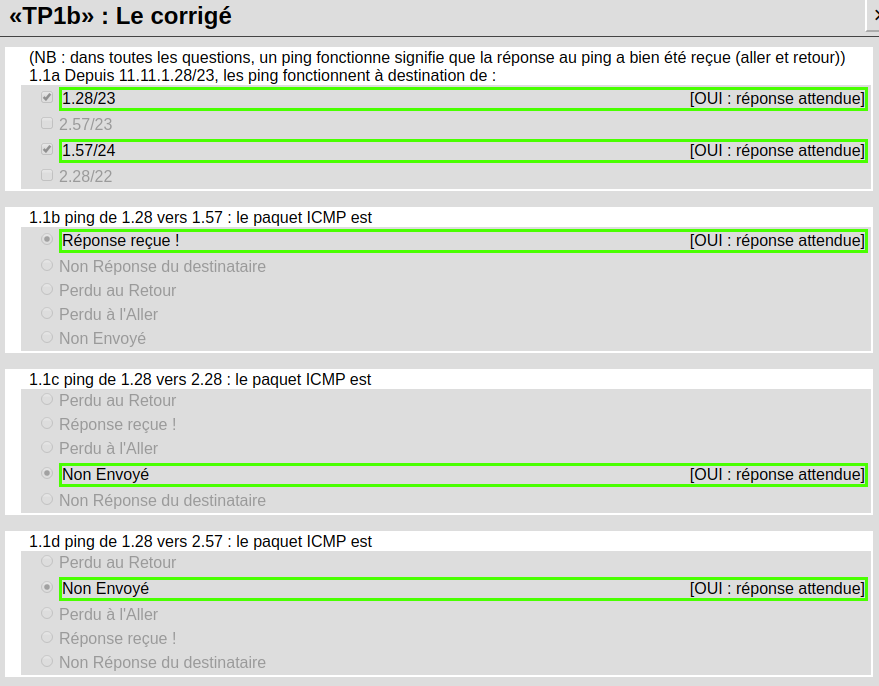 «TP1b» : Le corrigé
(NB : dans toutes les questions, un ping fonctionne signifie que la réponse au ping a bien été reçue (aller et retour))
1.1a Depuis 11.11.1.28/23, les ping fonctionnent à destination de :
1.28/23 [OUI : réponse attendue]
2.57/23
1.57/24 [OUI : réponse attendue]
2.28/22
1.1b ping de 1.28 vers 1.57 : le paquet ICMP est
Réponse reçue ! [OUI : réponse attendue]
Non Réponse du destinataire
Perdu au Retour
Perdu à l'Aller
Non Envoyé
1.1c ping de 1.28 vers 2.28 : le paquet ICMP est
Perdu au Retour
Réponse reçue !
Perdu à l'Aller
Non Envoyé [OUI : réponse attendue]
Non Réponse du destinataire
1.1d ping de 1.28 vers 2.57 : le paquet ICMP est
Perdu au Retour
Non Envoyé [OUI : réponse attendue]
Perdu à l'Aller
Réponse reçue !
Non Réponse du destinataire